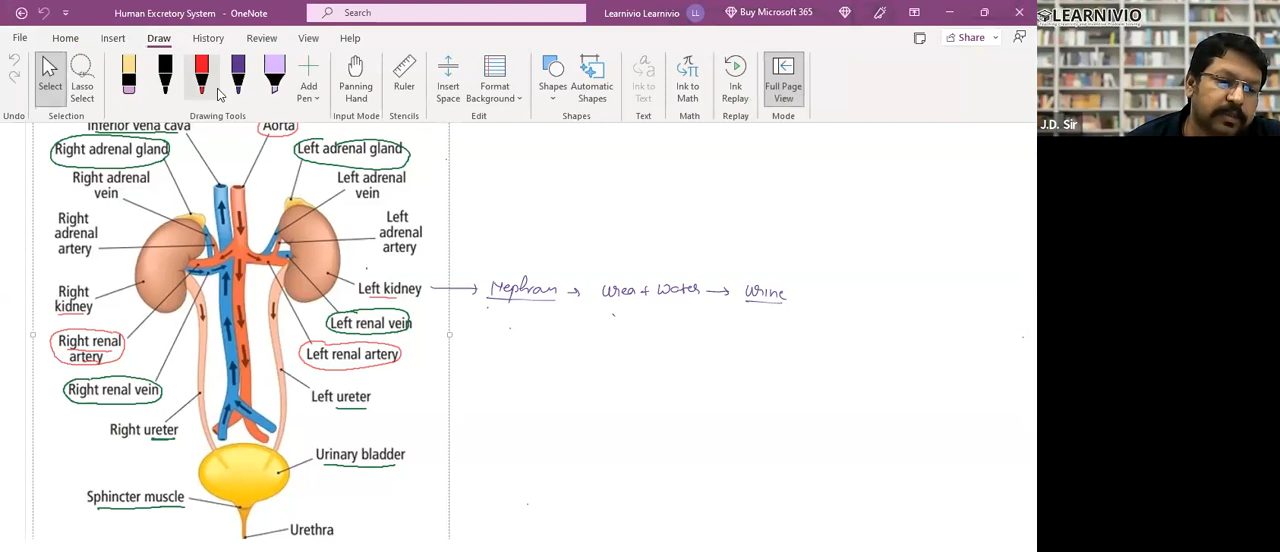 Human Excretory System - OneNote
Search
Learnivio Learnivio
LL
Buy Microsoft 365
File
Home
Insert
Draw
History
Review
View
Help
Share
Undo
Select
Lasso Select
Selection
Drawing Tools
Add Pen
Panning Hand
Input Mode
Ruler
Stencils
Insert Space
Format Background
Edit
Shapes
Automatic Shapes
Shapes
Ink to Text
Text
Ink to Math
Math
Ink Replay
Replay
Full Page View
Mode
LEARNIVIO
J.D. Sir
Inferior vena cava
Aorta
Right adrenal gland
Left adrenal gland
Right adrenal
vein
Left adrenal
vein
Right
adrenal
artery
Left
adrenal
artery
Right
kidney
Left kidney
Nephron
Urea + Water
Urine
Left renal vein
Right renal
artery
Left renal artery
Right renal vein
Left ureter
Right ureter
Urinary bladder
Sphincter muscle
Urethra